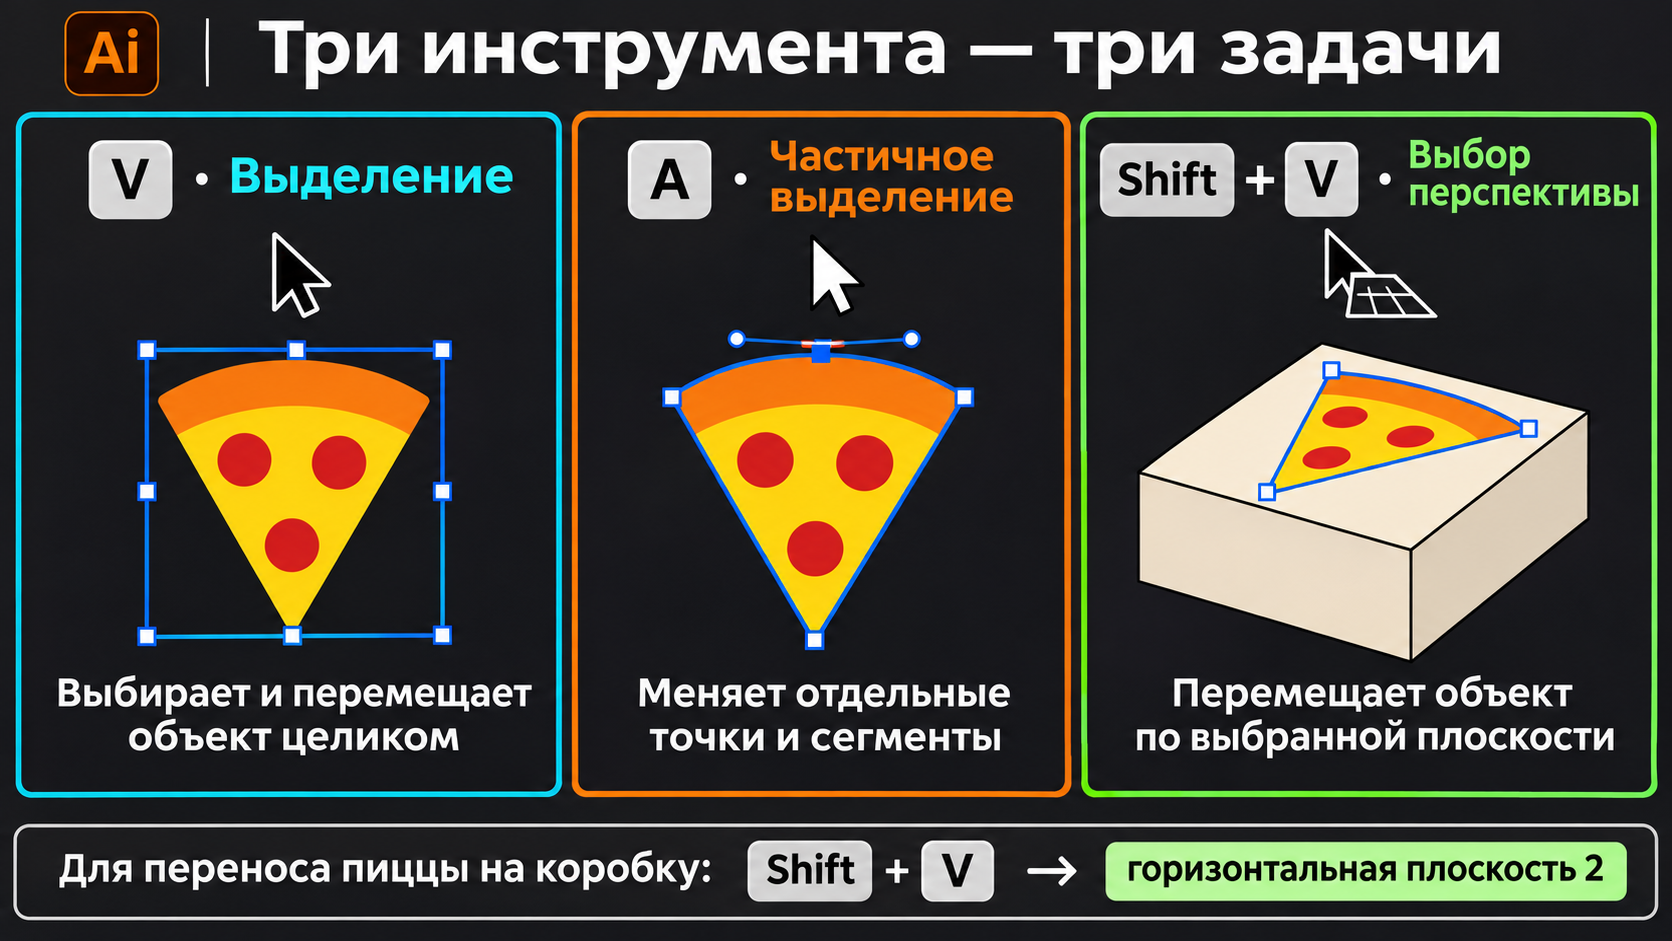 Ai
Три инструмента — три задачи
V • Выделение
Выбирает и перемещает
объект целиком
A • Частичное
выделение
Меняет отдельные
точки и сегменты
Shift + V • Выбор
перспективы
Перемещает объект
по выбранной плоскости
Для переноса пиццы на коробку: Shift + V → горизонтальная плоскость 2